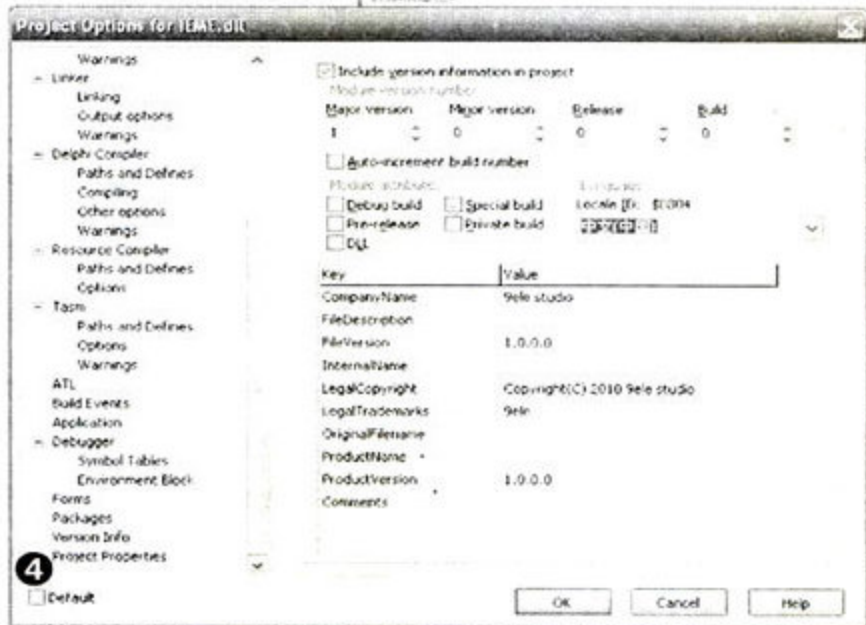 Project Options for IEME.dll
Warnings
Linker
Linking
Output options
Warnings
Delphi Compiler
Paths and Defines
Compiling
Other options
Warnings
Resource Compiler
Paths and Defines
Options
Tasm
Paths and Defines
Options
Warnings
ATL
Build Events
Application
Debugger
Symbol Tables
Environment Block
Forms
Packages
Version Info
Project Properties
4
Default
Include version information in project
Module version number
Major version Minor version Release Build
1 0 0 0
Auto-increment build number
Module attributes Language
Debug build Special build Locale ID: $0804
Pre-release Private build
DLL
Key Value
CompanyName 9ele studio
FileDescription
FileVersion 1.0.0.0
InternalName
LegalCopyright Copyright(C) 2010 9ele studio
LegalTrademarks 9ele
OriginalFilename
ProductName
ProductVersion 1.0.0.0
Comments
OK Cancel Help